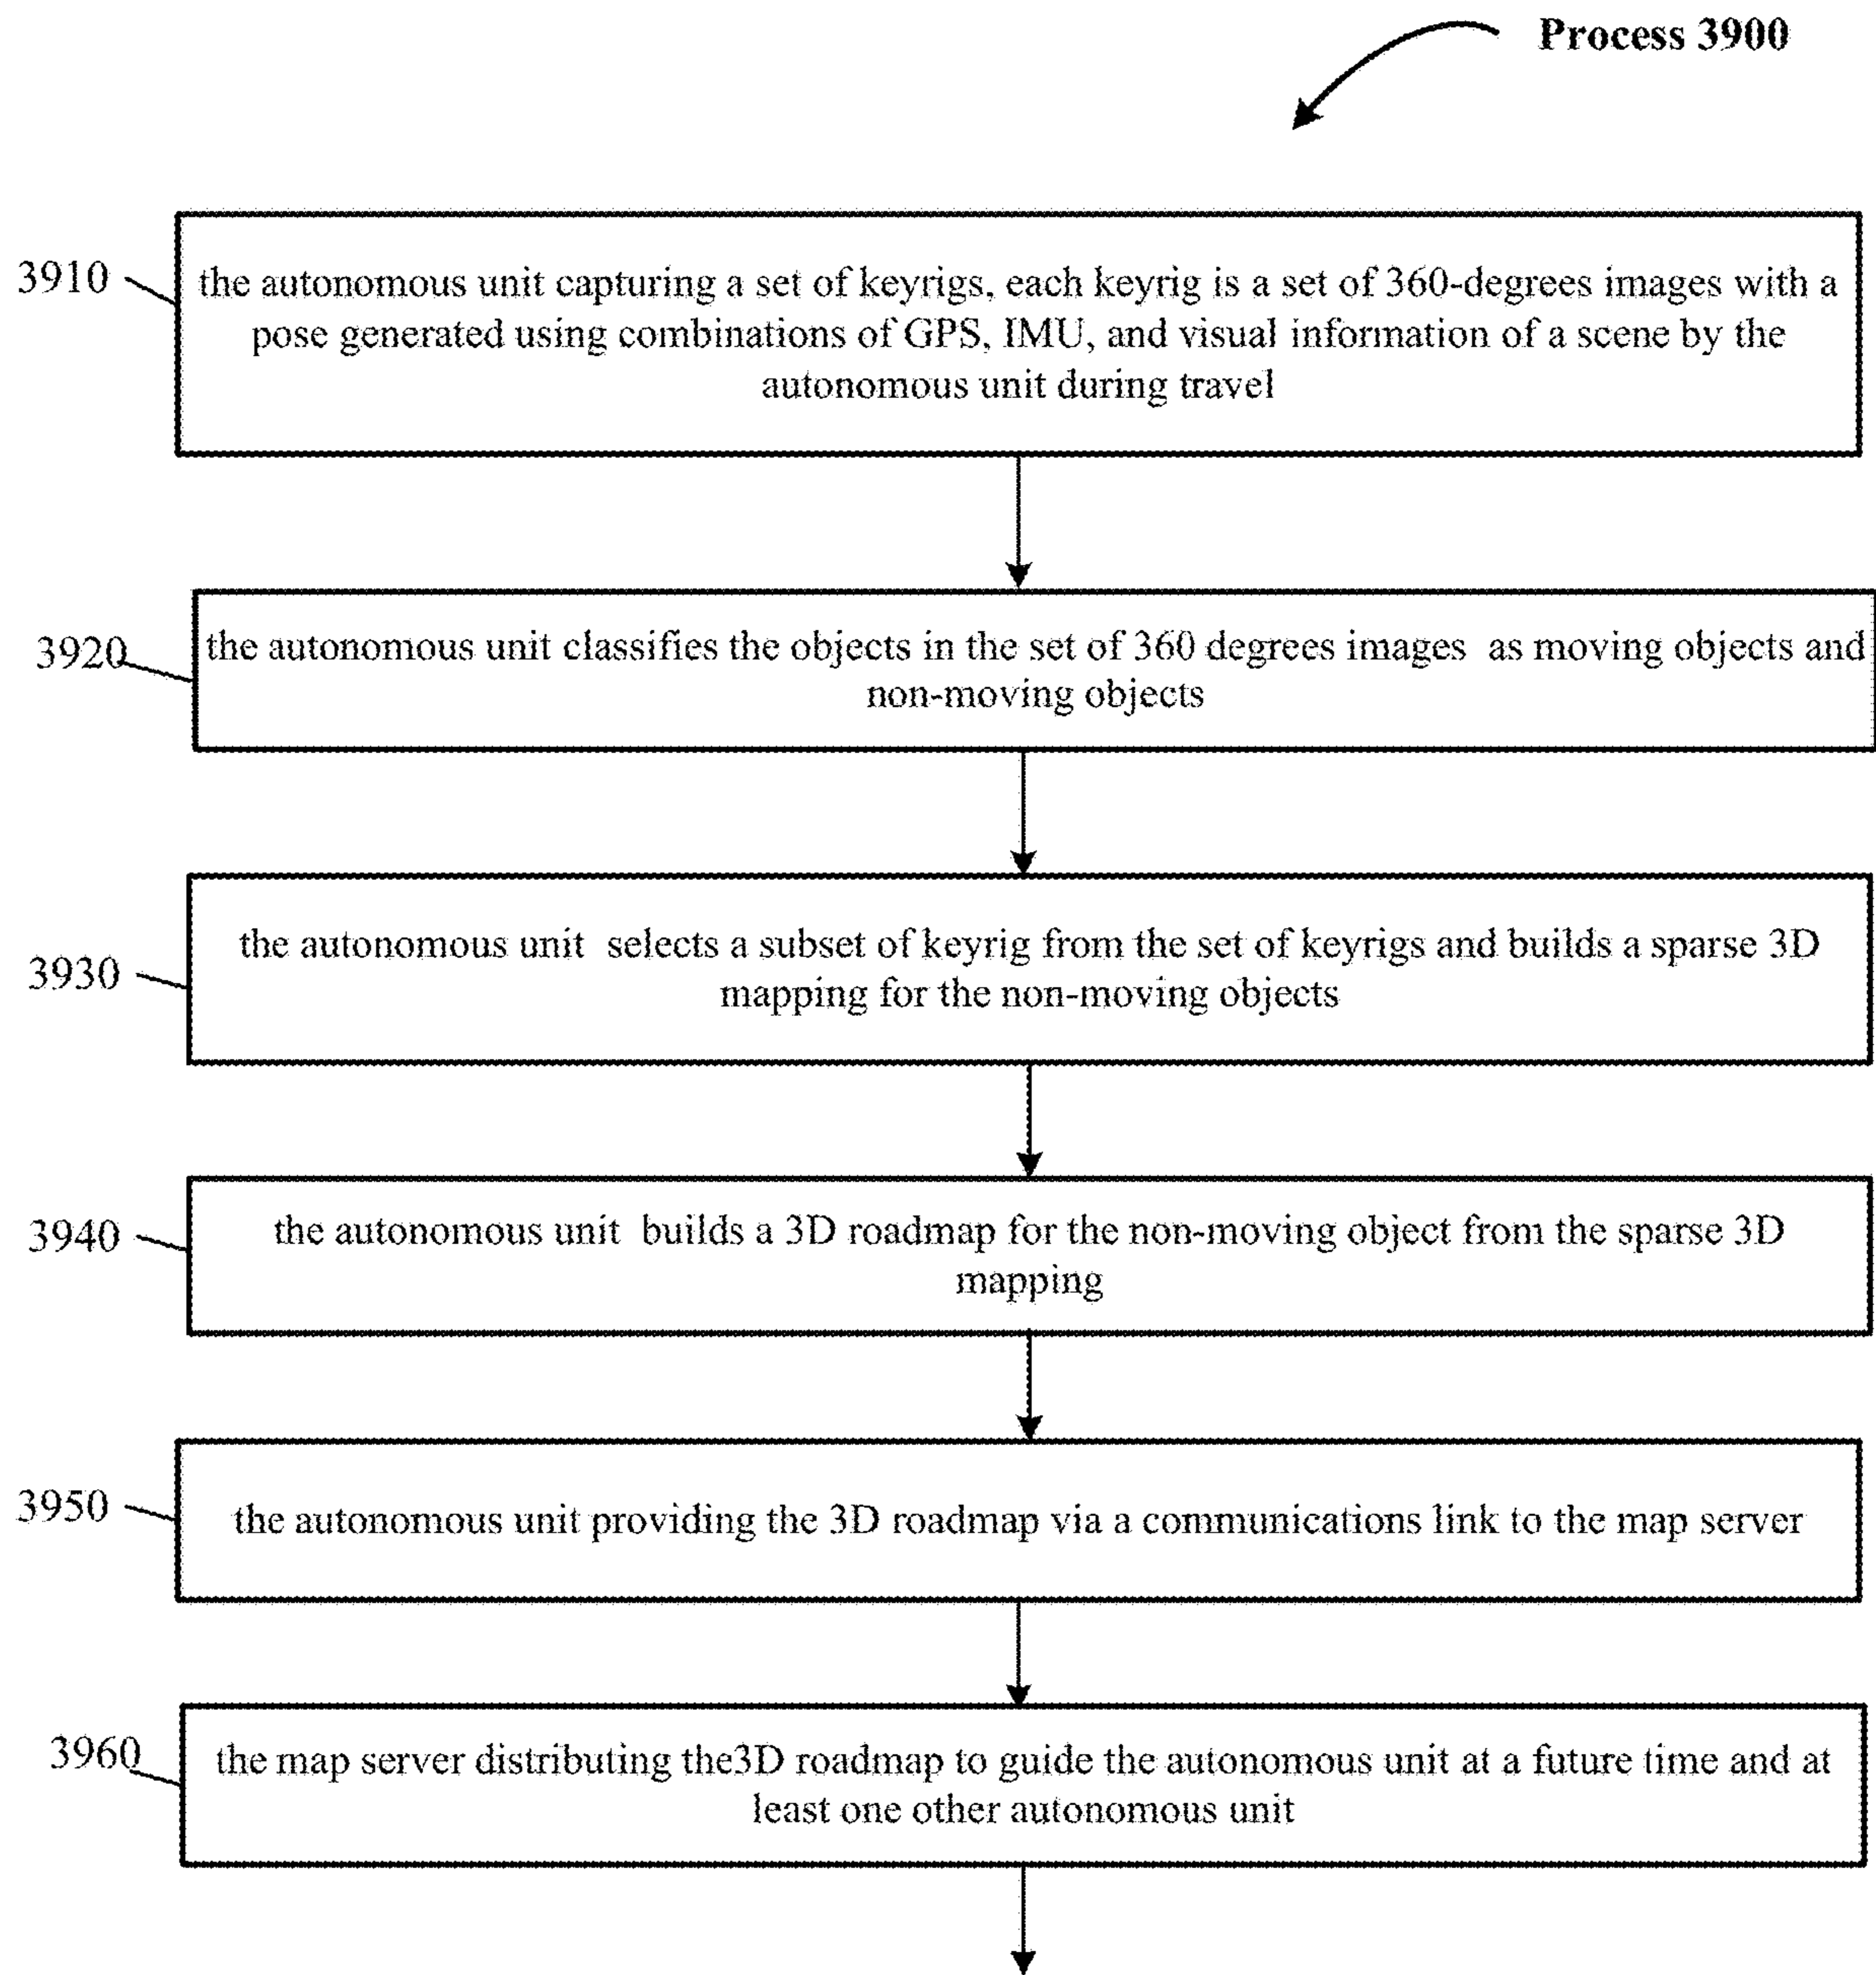 Process 3900
3910
the autonomous unit capturing a set of keyrigs, each keyrig is a set of 360-degrees images with a
pose generated using combinations of GPS, IMU, and visual information of a scene by the
autonomous unit during travel
3920
the autonomous unit classifies the objects in the set of 360 degrees images as moving objects and
non-moving objects
3930
the autonomous unit selects a subset of keyrig from the set of keyrigs and builds a sparse 3D
mapping for the non-moving objects
3940
the autonomous unit builds a 3D roadmap for the non-moving object from the sparse 3D
mapping
3950
the autonomous unit providing the 3D roadmap via a communications link to the map server
3960
the map server distributing the3D roadmap to guide the autonomous unit at a future time and at
least one other autonomous unit